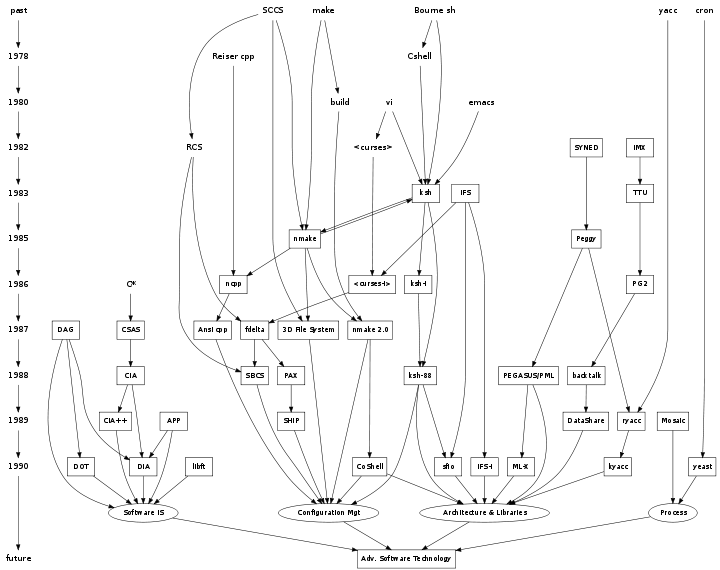 past SCCS make Bourne sh yacc cron
1978 Reiser cpp Cshell
1980 build vi emacs
1982 RCS <curses> SYNED IMX
1983 ksh IFS TTU
1985 nmake Peggy
1986 C* ncpp <curses-i> ksh-i PG2
1987 DAG CSAS Ansi cpp fdelta 3D File System nmake 2.0
1988 CIA SBCS PAX ksh-88 PEGASUS/PML backtalk
1989 CIA++ APP SHIP DataShare ryacc Mosaic
1990 DOT DIA libft CoShell sfio IFS-i ML-X kyacc yeast
Software IS Configuration Mgt Architecture & Libraries Process
future Adv. Software Technology